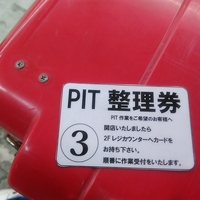 PIT 整理券
PIT 作業をご希望のお客様へ
3
開店いたしましたら
2F レジカウンターへカードを
お持ち下さい。
順番に作業受付をいたします。